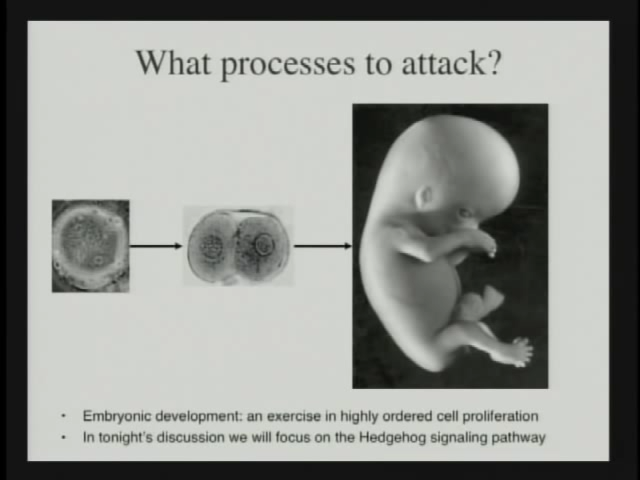 What processes to attack?
• Embryonic development: an exercise in highly ordered cell proliferation
• In tonight's discussion we will focus on the Hedgehog signaling pathway